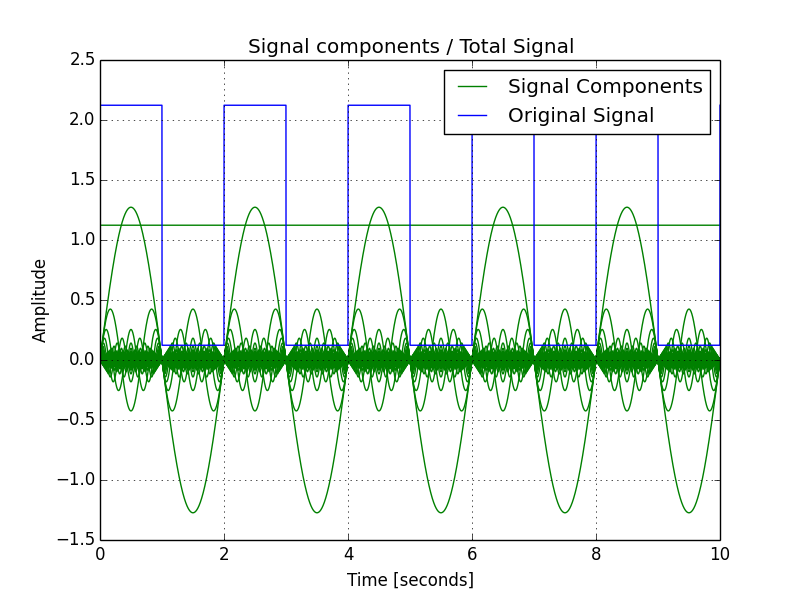 Signal components / Total Signal
Signal Components
Original Signal
Amplitude
2.5
2.0
1.5
1.0
0.5
0.0
−0.5
−1.0
−1.5
0 2 4 6 8 10
Time [seconds]